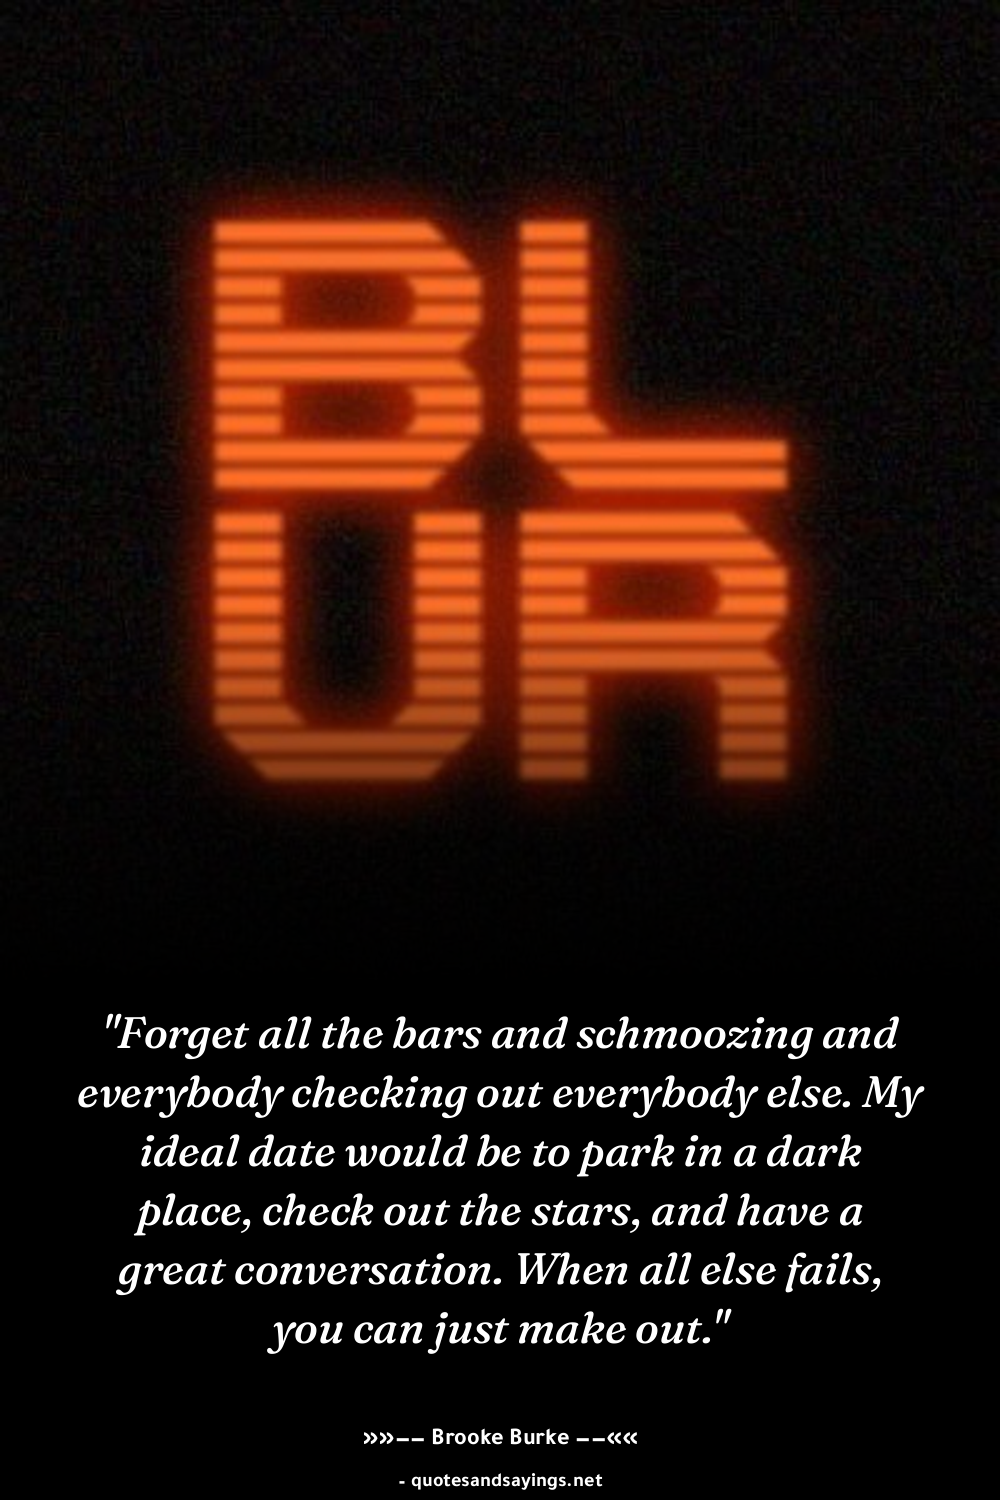 BL
UR
"Forget all the bars and schmoozing and
everybody checking out everybody else. My
ideal date would be to park in a dark
place, check out the stars, and have a
great conversation. When all else fails,
you can just make out."
»»—— Brooke Burke ——««
- quotesandsayings.net